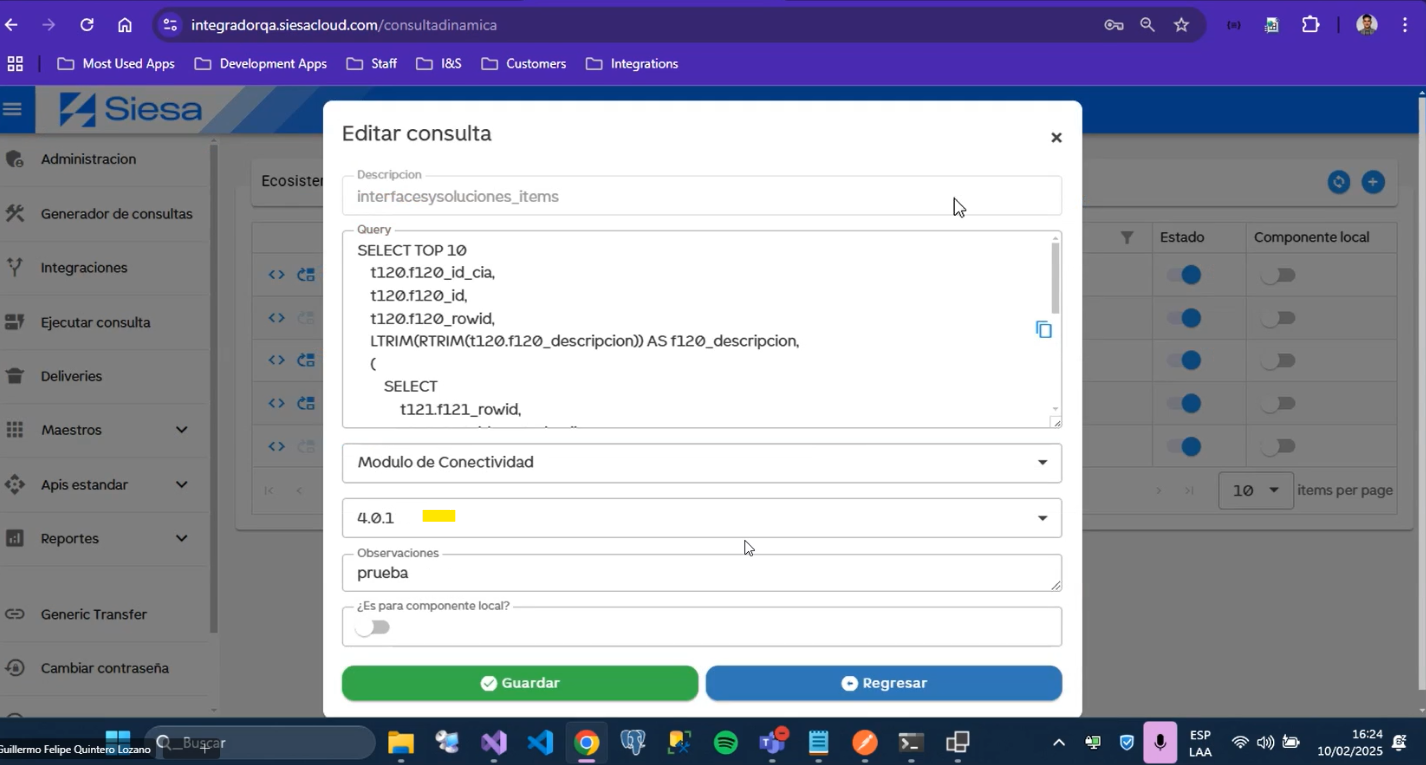 integradorqa.siesacloud.com/consultadinamica
Most Used Apps
Development Apps
Staff
I&S
Customers
Integrations
Siesa
Administracion
Generador de consultas
Integraciones
Ejecutar consulta
Deliveries
Maestros
Apis estandar
Reportes
Generic Transfer
Cambiar contraseña
Ecosister
Estado
Componente local
10
items per page
Editar consulta
Descripcion
interfacesysoluciones_items
Query
SELECT TOP 10
t120.f120_id_cia,
t120.f120_id,
t120.f120_rowid,
LTRIM(RTRIM(t120.f120_descripcion)) AS f120_descripcion,
(
SELECT
t121.f121_rowid,
Modulo de Conectividad
4.0.1
Observaciones
prueba
¿Es para componente local?
Guardar
Regresar
Guillermo Felipe Quintero Lozano
Buscar
ESP
LAA
16:24
10/02/2025